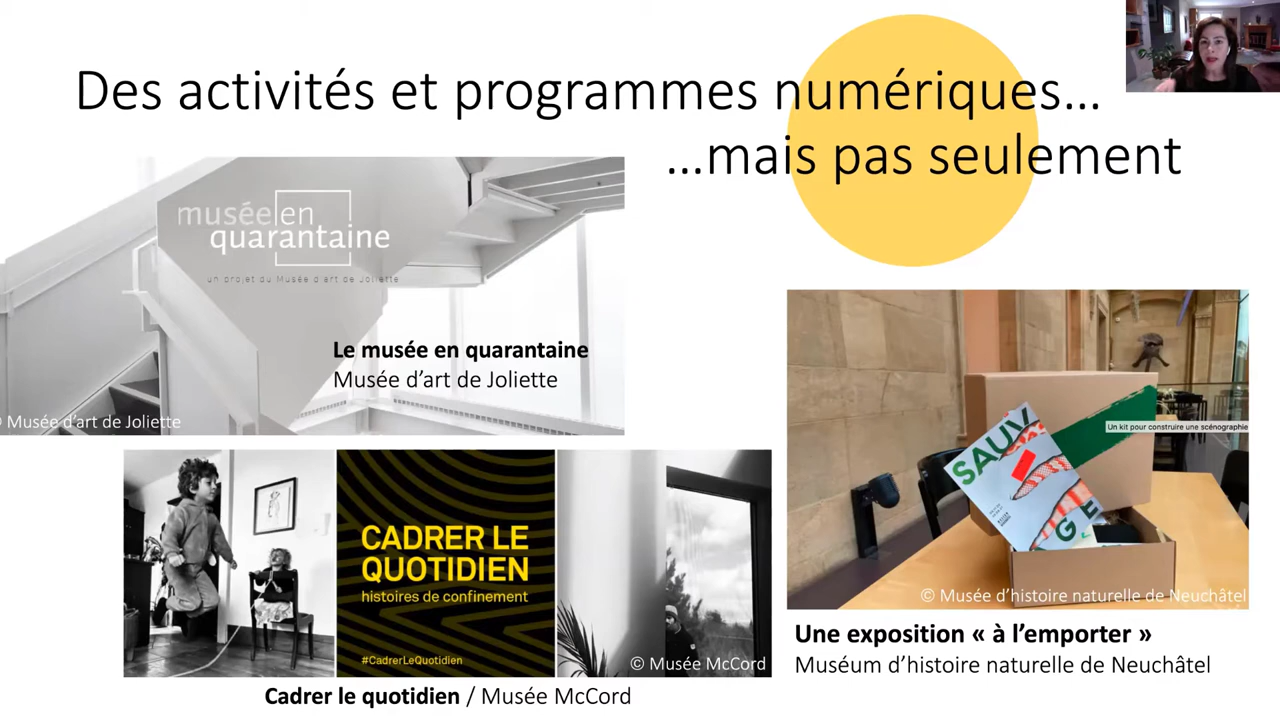 Des activités et programmes numériques...
...mais pas seulement
musée en
quarantaine
un projet du Musée d'art de Joliette
Le musée en quarantaine
Musée d'art de Joliette
© Musée d'art de Joliette
CADRER LE
QUOTIDIEN
histoires de confinement
#CadrerLeQuotidien
© Musée McCord
Cadrer le quotidien / Musée McCord
Un kit pour construire une scénographie
SAUV
GE
© Musée d'histoire naturelle de Neuchâtel
Une exposition « à l'emporter »
Muséum d'histoire naturelle de Neuchâtel